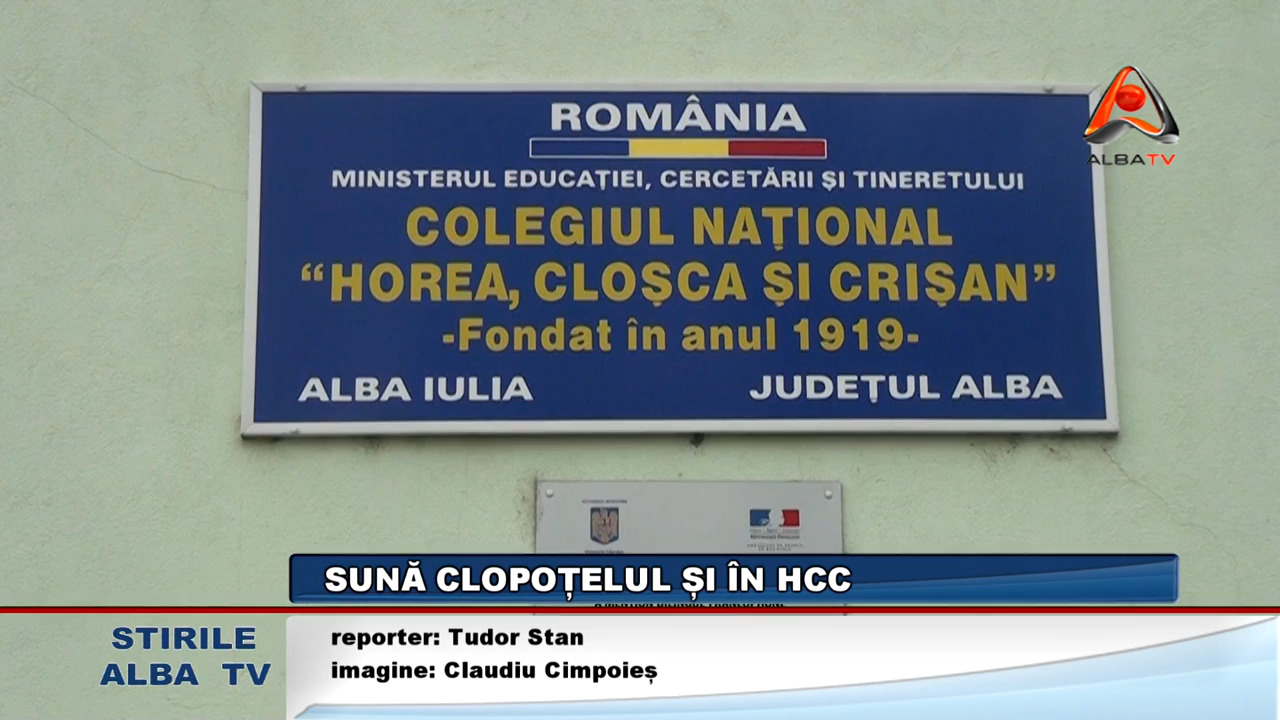 ROMÂNIA
MINISTERUL EDUCAȚIEI, CERCETĂRII ȘI TINERETULUI
COLEGIUL NAȚIONAL
“HOREA, CLOȘCA ȘI CRIȘAN”
-Fondat în anul 1919-
ALBA IULIA
JUDEȚUL ALBA
ALBATV
SUNĂ CLOPOȚELUL ȘI ÎN HCC
STIRILE
ALBA TV
reporter: Tudor Stan
imagine: Claudiu Cimpoieș